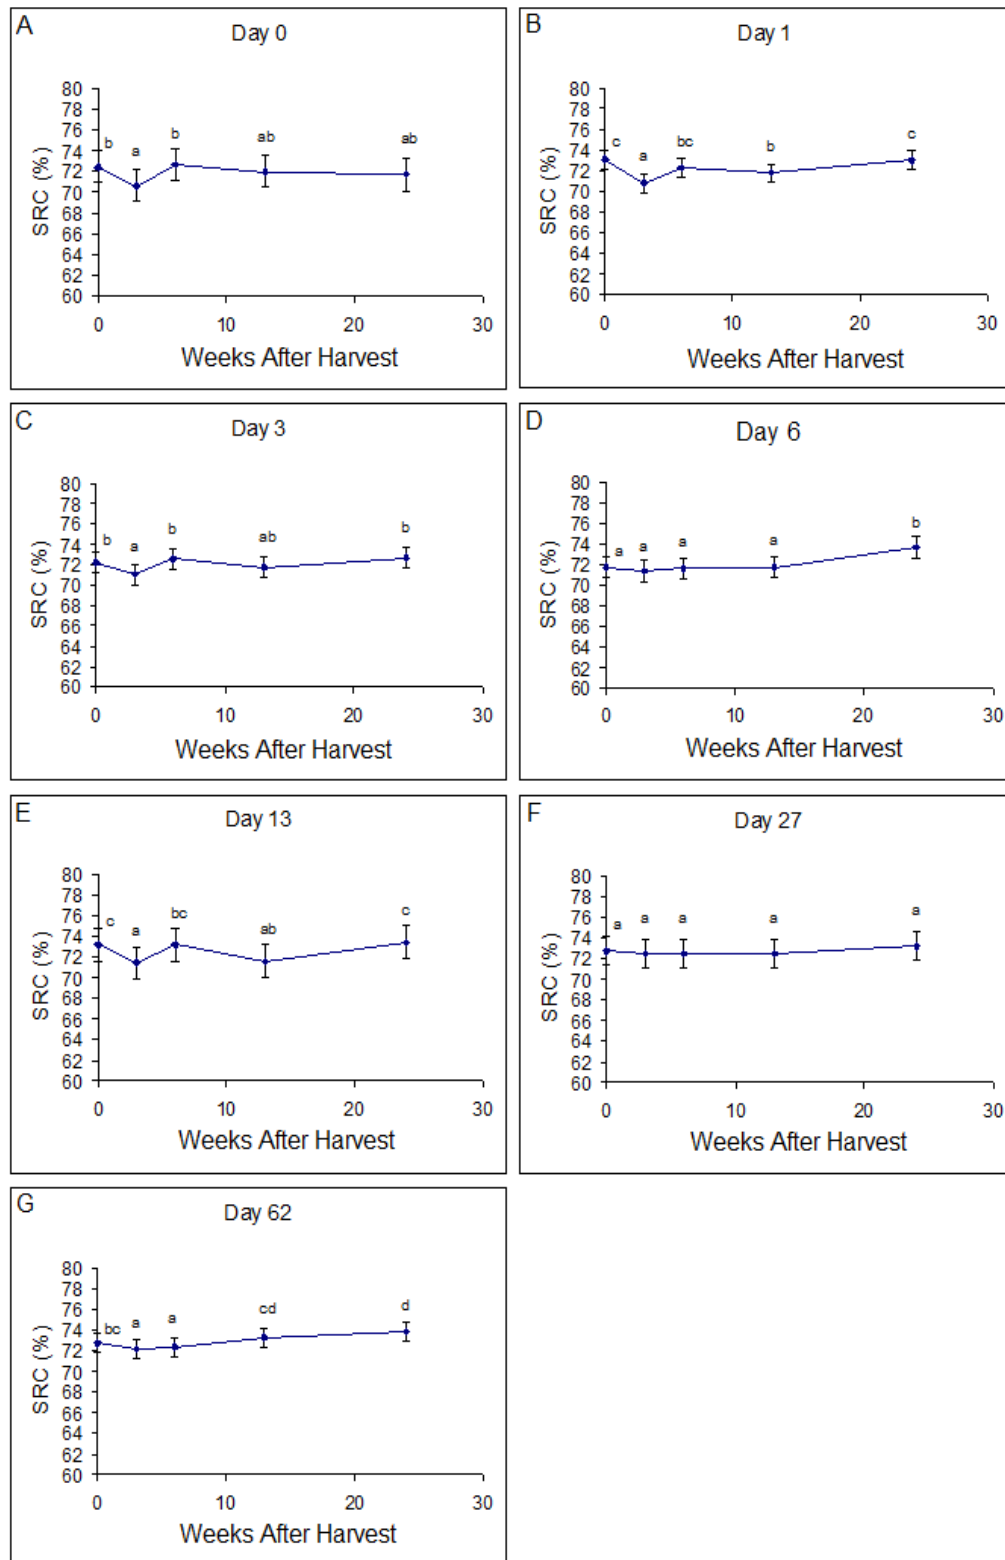 A
Day 0
80
78
76
74
72
70
68
66
64
62
60
SRC (%)
b
a
b
ab
ab
0
10
20
30
Weeks After Harvest
B
Day 1
80
78
76
74
72
70
68
66
64
62
60
SRC (%)
c
a
bc
b
c
0
10
20
30
Weeks After Harvest
C
Day 3
80
78
76
74
72
70
68
66
64
62
60
SRC (%)
b
a
b
ab
b
0
10
20
30
Weeks After Harvest
D
Day 6
80
78
76
74
72
70
68
66
64
62
60
SRC (%)
a
a
a
a
b
0
10
20
30
Weeks After Harvest
E
Day 13
80
78
76
74
72
70
68
66
64
62
60
SRC (%)
c
a
bc
ab
c
0
10
20
30
Weeks After Harvest
F
Day 27
80
78
76
74
72
70
68
66
64
62
60
SRC (%)
a
a
a
a
a
0
10
20
30
Weeks After Harvest
G
Day 62
80
78
76
74
72
70
68
66
64
62
60
SRC (%)
bc
a
a
cd
d
0
10
20
30
Weeks After Harvest